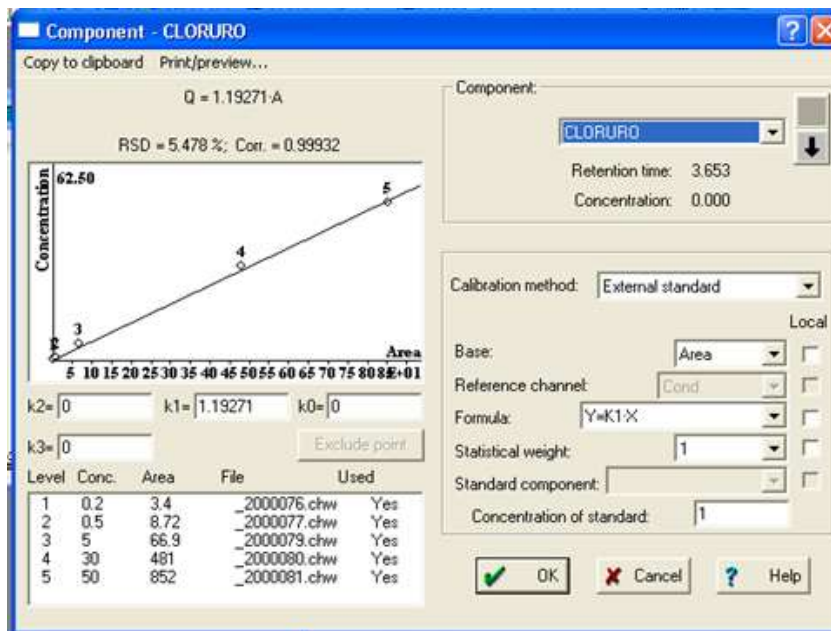 Component - CLORURO
Copy to clipboard Print/preview...
Q = 1.19271·A
RSD = 5.478 %; Corr. = 0.99932
Concentration
62.50
5
4
3
2
Area
5 10 15 20 25 30 35 40 45 50 55 60 65 70 75 80 E+01
k2= 0 k1= 1.19271 k0= 0
k3= 0 Exclude point
Level Conc. Area File Used
1 0.2 3.4 _2000076.chw Yes
2 0.5 8.72 _2000077.chw Yes
3 5 66.9 _2000079.chw Yes
4 30 481 _2000080.chw Yes
5 50 852 _2000081.chw Yes
Component:
CLORURO
Retention time: 3.653
Concentration: 0.000
Calibration method: External standard
Local
Base: Area
Reference channel: Cond
Formula: Y=K1·X
Statistical weight: 1
Standard component:
Concentration of standard: 1
OK Cancel ? Help